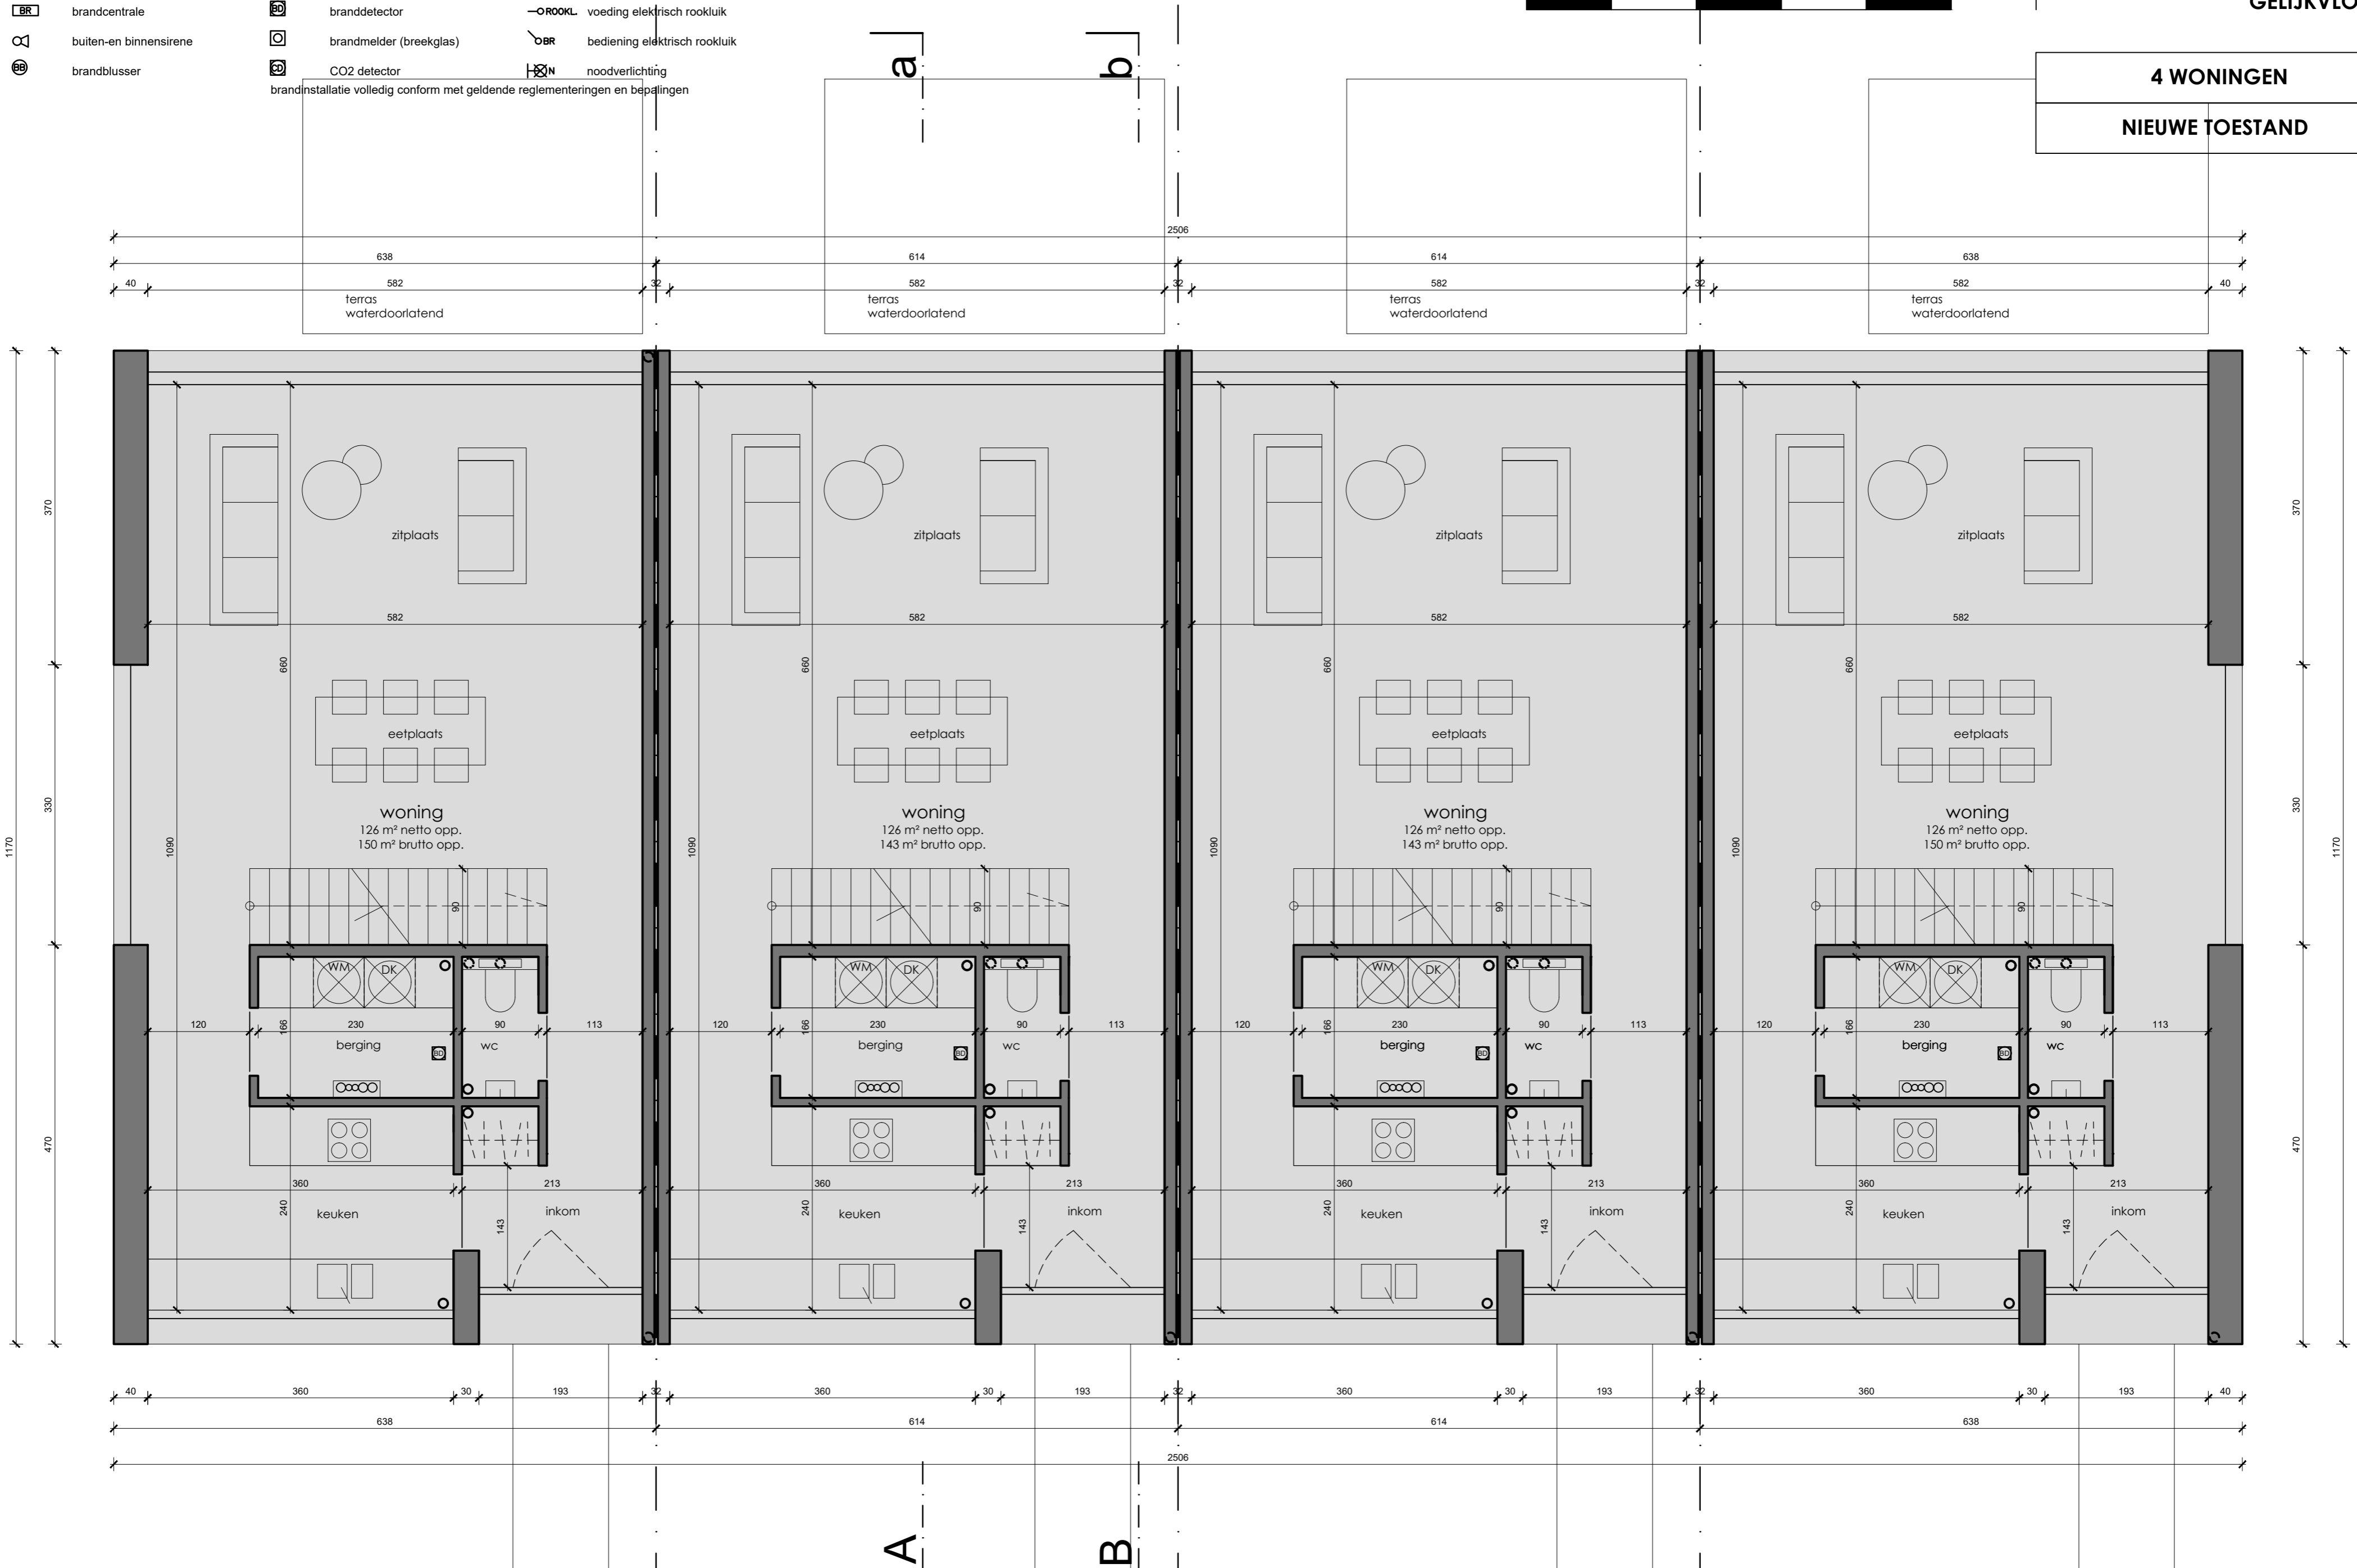 BR brandcentrale
BD branddetector
ROOKL. voeding elektrisch rookluik
buiten-en binnensirene
brandmelder (breekglas)
BR bediening elektrisch rookluik
BB brandblusser
CD CO2 detector
N noodverlichting
brandinstallatie volledig conform met geldende reglementeringen en bepalingen
a
b
4 WONINGEN
NIEUWE TOESTAND
2506
638 614 614 638
40 582 32 582 32 582 32 582 40
terras
waterdoorlatend
terras
waterdoorlatend
terras
waterdoorlatend
terras
waterdoorlatend
1170
370
330
470
zitplaats
582
660
eetplaats
woning
126 m² netto opp.
150 m² brutto opp.
1090
90
WM DK
120 166 230 90 113
berging BD wc
360 213
240 keuken 143 inkom
zitplaats
582
660
eetplaats
woning
126 m² netto opp.
143 m² brutto opp.
1090
90
WM DK
120 166 230 90 113
berging BD wc
360 213
240 keuken 143 inkom
zitplaats
582
660
eetplaats
woning
126 m² netto opp.
143 m² brutto opp.
1090
90
WM DK
120 166 230 90 113
berging BD wc
360 213
240 keuken 143 inkom
zitplaats
582
660
eetplaats
woning
126 m² netto opp.
150 m² brutto opp.
1090
90
WM DK
120 166 230 90 113
berging BD wc
360 213
240 keuken 143 inkom
370
330
470
1170
40 360 30 193 32 360 30 193 32 360 30 193 32 360 30 193 40
638 614 614 638
2506
A
B